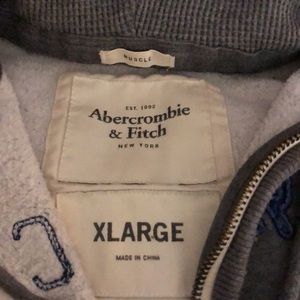 MUSCLE
EST. 1892
Abercrombie
& Fitch
NEW YORK
XLARGE
MADE IN CHINA